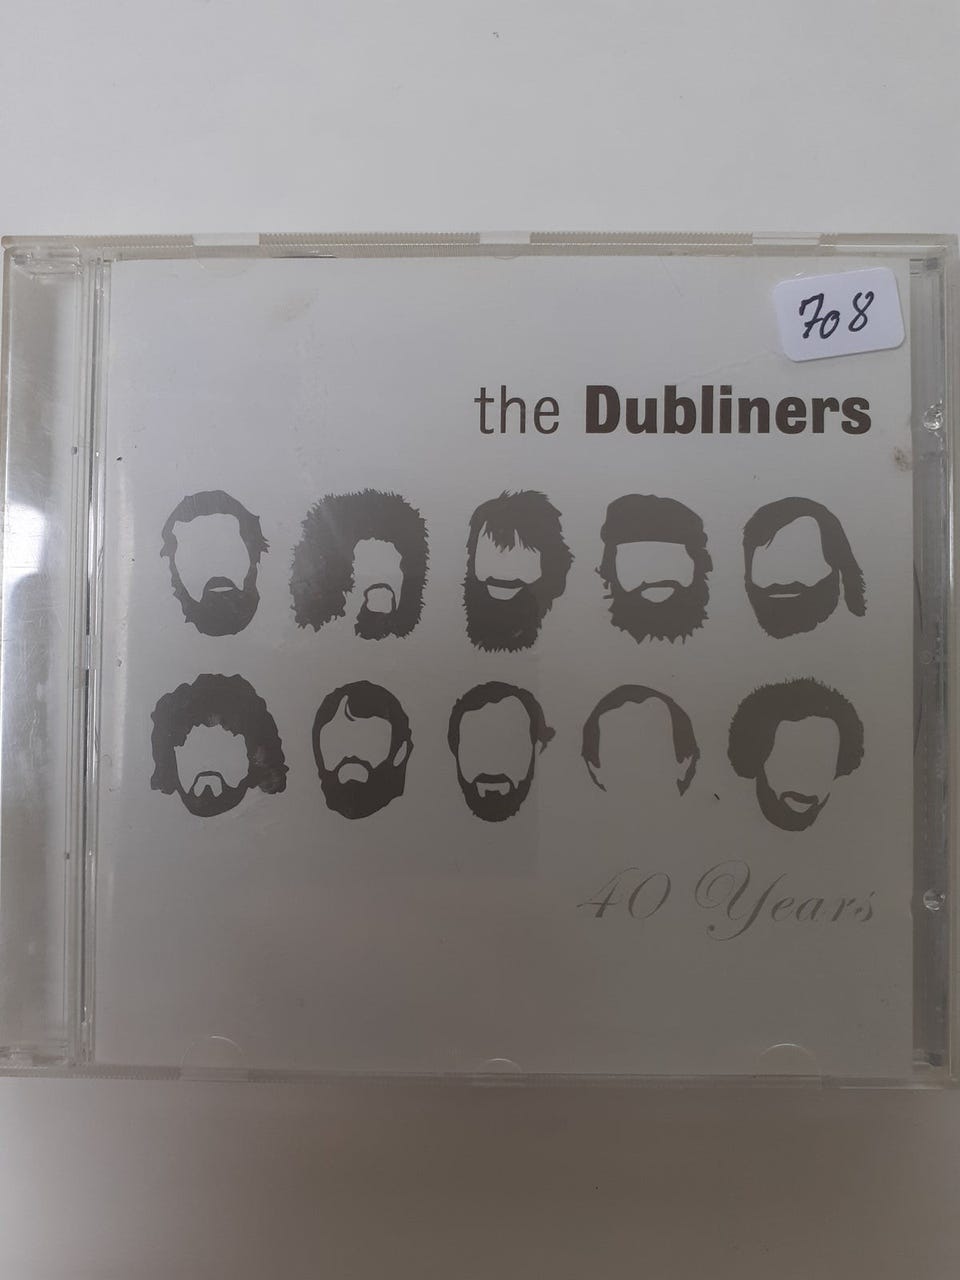 708
the Dubliners
40 Years